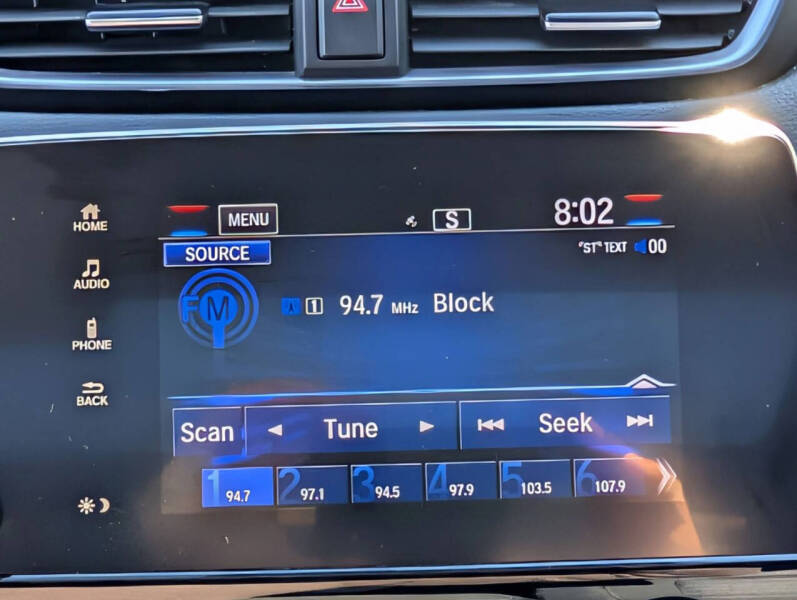 HOME
AUDIO
PHONE
BACK
MENU
S
8:02
SOURCE
"ST" TEXT 00
FM
1 94.7 MHz Block
Scan Tune Seek
1 94.7 2 97.1 3 94.5 4 97.9 5 103.5 6 107.9